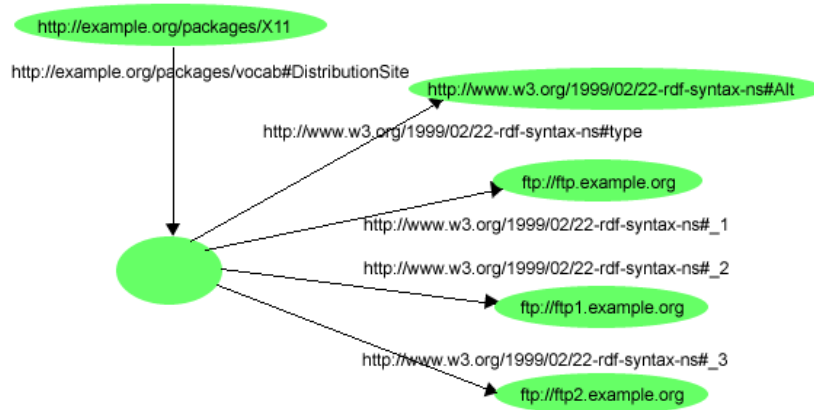 http://example.org/packages/X11
http://example.org/packages/vocab#DistributionSite
http://www.w3.org/1999/02/22-rdf-syntax-ns#Alt
http://www.w3.org/1999/02/22-rdf-syntax-ns#type
ftp://ftp.example.org
http://www.w3.org/1999/02/22-rdf-syntax-ns#_1
http://www.w3.org/1999/02/22-rdf-syntax-ns#_2
ftp://ftp1.example.org
http://www.w3.org/1999/02/22-rdf-syntax-ns#_3
ftp://ftp2.example.org